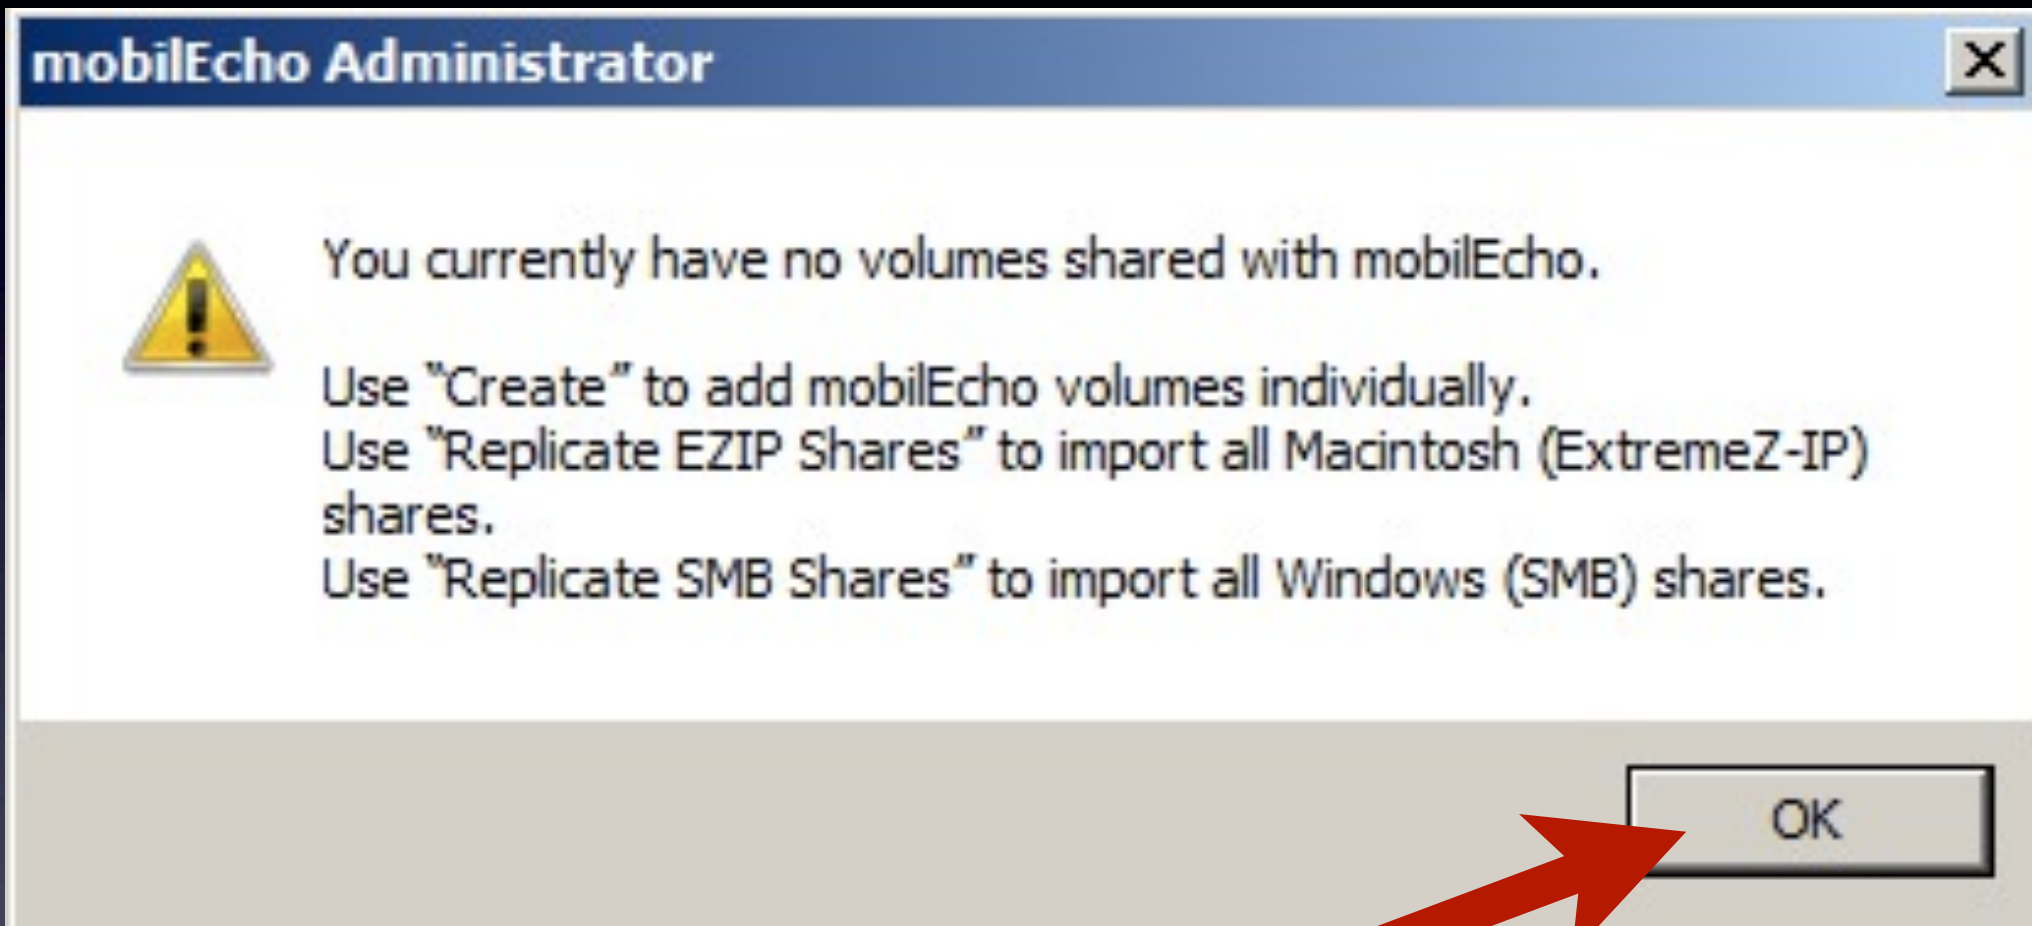 mobilEcho Administrator
You currently have no volumes shared with mobilEcho.
Use “Create” to add mobilEcho volumes individually.
Use “Replicate EZIP Shares” to import all Macintosh (ExtremeZ-IP)
shares.
Use “Replicate SMB Shares” to import all Windows (SMB) shares.
OK